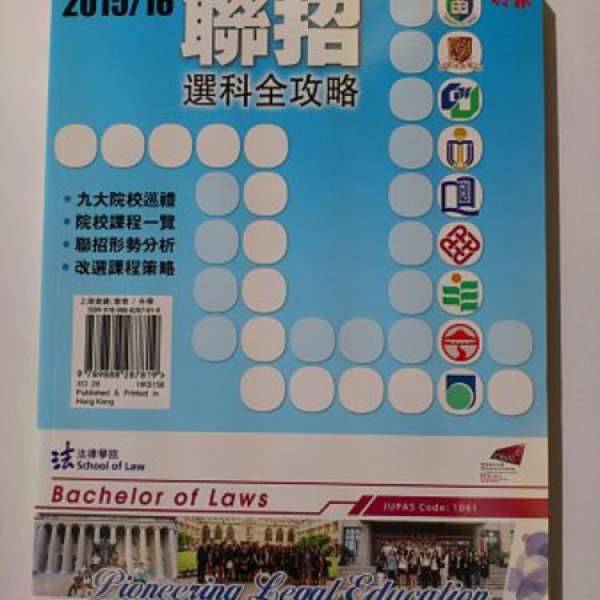 2015/16
聯招
選科全攻略
• 九大院校巡禮
• 院校課程一覽
• 聯招形勢分析
• 改選課程策略
HK$150
Published & Printed in
Hong Kong
法 法律學院
School of Law
Bachelor of Laws
JUPAS Code: 1061
Pioneering Legal Education